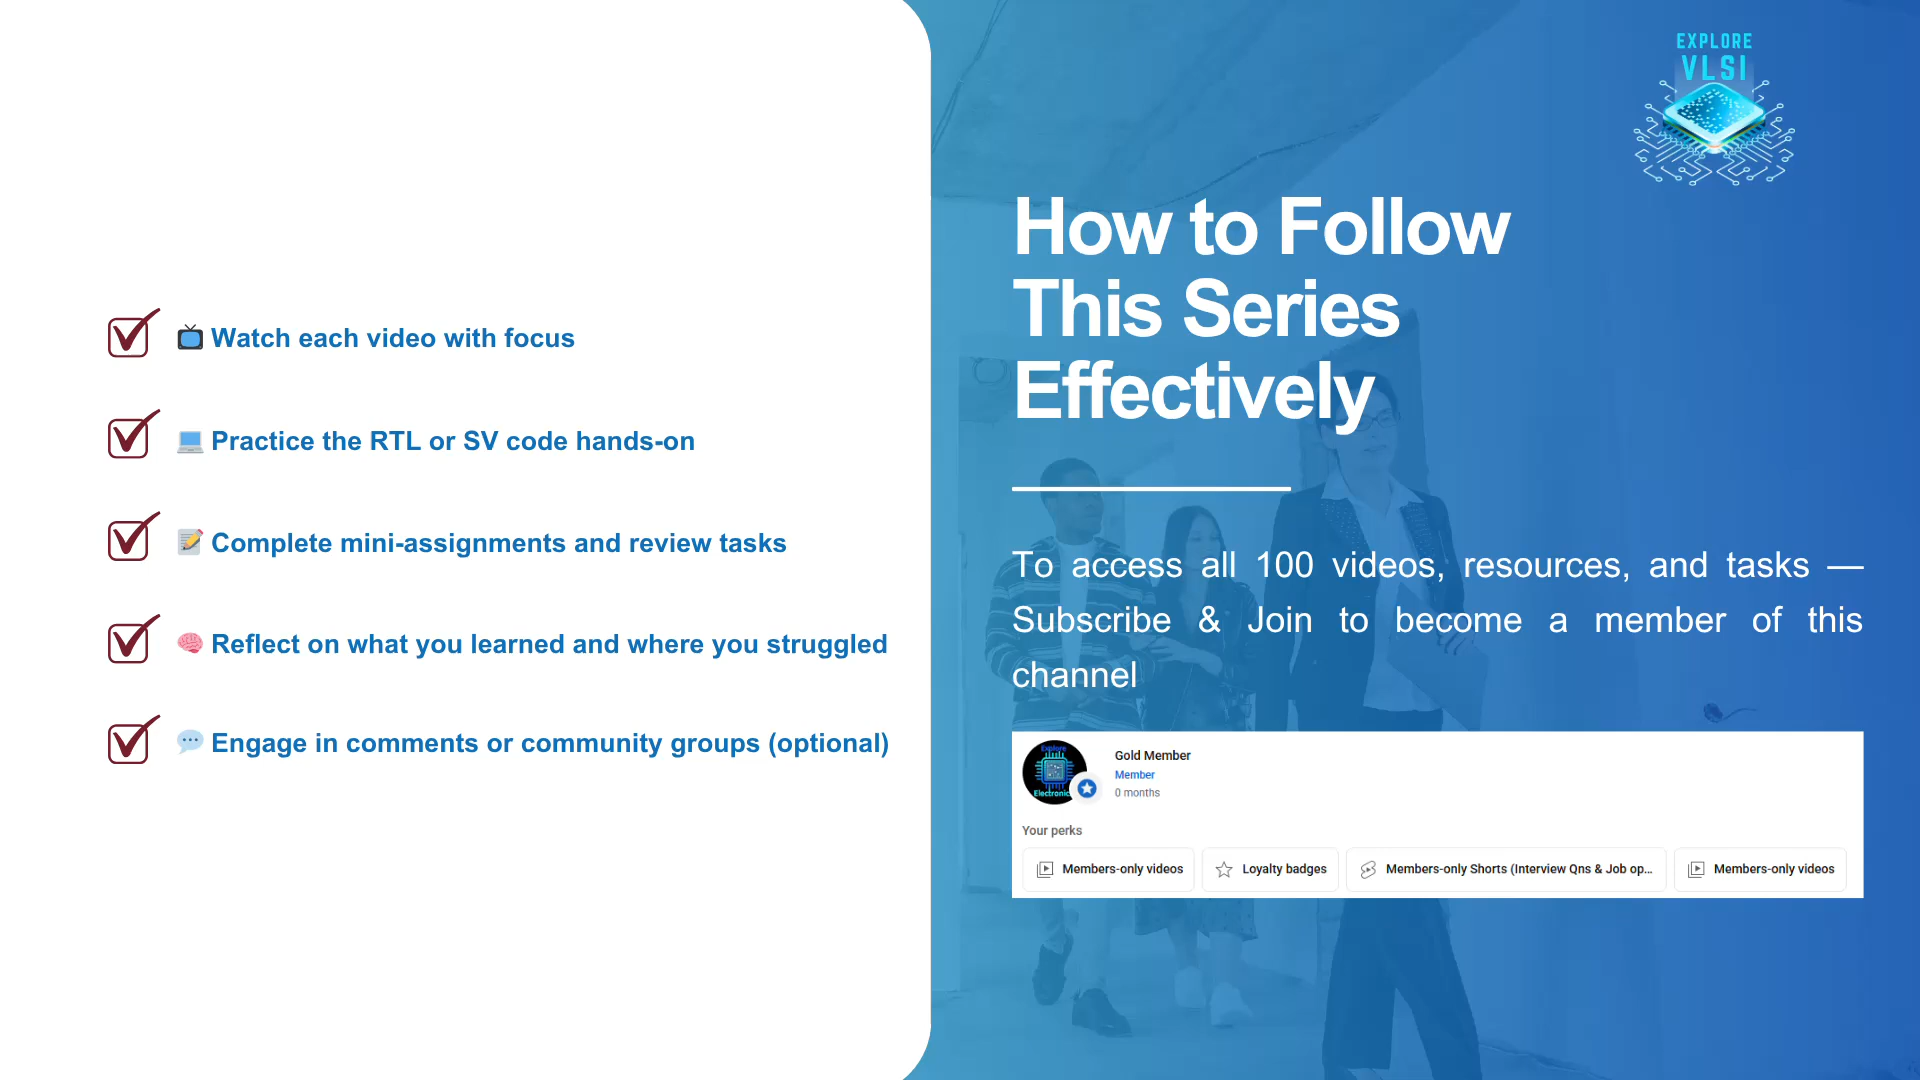 Watch each video with focus
Practice the RTL or SV code hands-on
Complete mini-assignments and review tasks
Reflect on what you learned and where you struggled
Engage in comments or community groups (optional)
EXPLORE
VLSI
How to Follow
This Series
Effectively
To access all 100 videos, resources, and tasks —
Subscribe & Join to become a member of this
channel
Explore
Electronic
Gold Member
Member
0 months
Your perks
Members-only videos
Loyalty badges
Members-only Shorts (Interview Qns & Job op...
Members-only videos